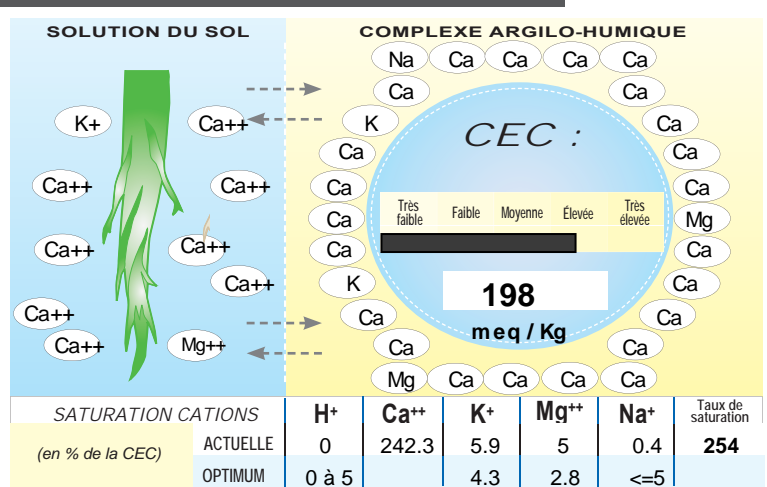 SOLUTION DU SOL
COMPLEXE ARGILO-HUMIQUE
Na Ca Ca Ca Ca
Ca Ca
K+ Ca++ K Ca
CEC :
Ca Ca
Ca++ Ca++ Ca Ca
Très faible Faible Moyenne Élevée Très élevée
Ca Mg
Ca++ Ca++ Ca Ca
Ca++ K Ca
198
Ca++ Ca Ca
meq / Kg
Ca++ Mg++ Ca Ca
Mg Ca Ca Ca Ca
SATURATION CATIONS H+ Ca++ K+ Mg++ Na+ Taux de saturation
(en % de la CEC)
ACTUELLE 0 242.3 5.9 5 0.4 254
OPTIMUM 0 à 5 4.3 2.8 <=5